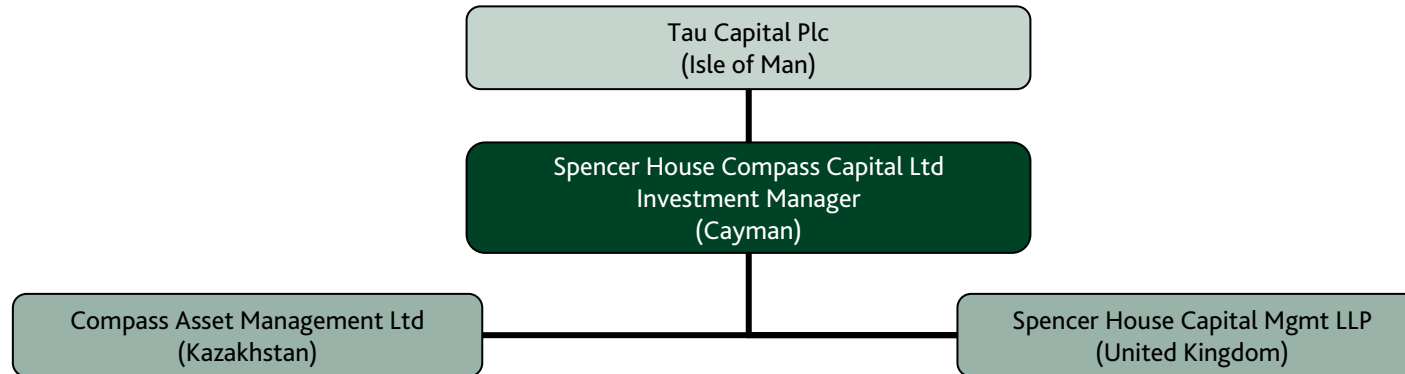 Tau Capital Plc
(Isle of Man)
Spencer House Compass Capital Ltd
Investment Manager
(Cayman)
Compass Asset Management Ltd
(Kazakhstan)
Spencer House Capital Mgmt LLP
(United Kingdom)